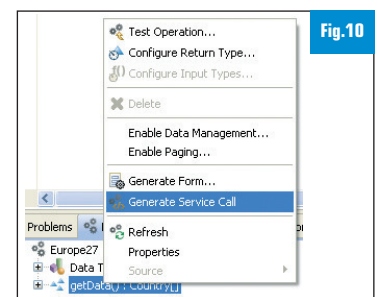 Fig.10
Test Operation...
Configure Return Type...
Configure Input Types...
Delete
Enable Data Management...
Enable Paging...
Generate Form...
Generate Service Call
Refresh
Properties
Source
Problems
Europe27
Data T
getData() : Country[]